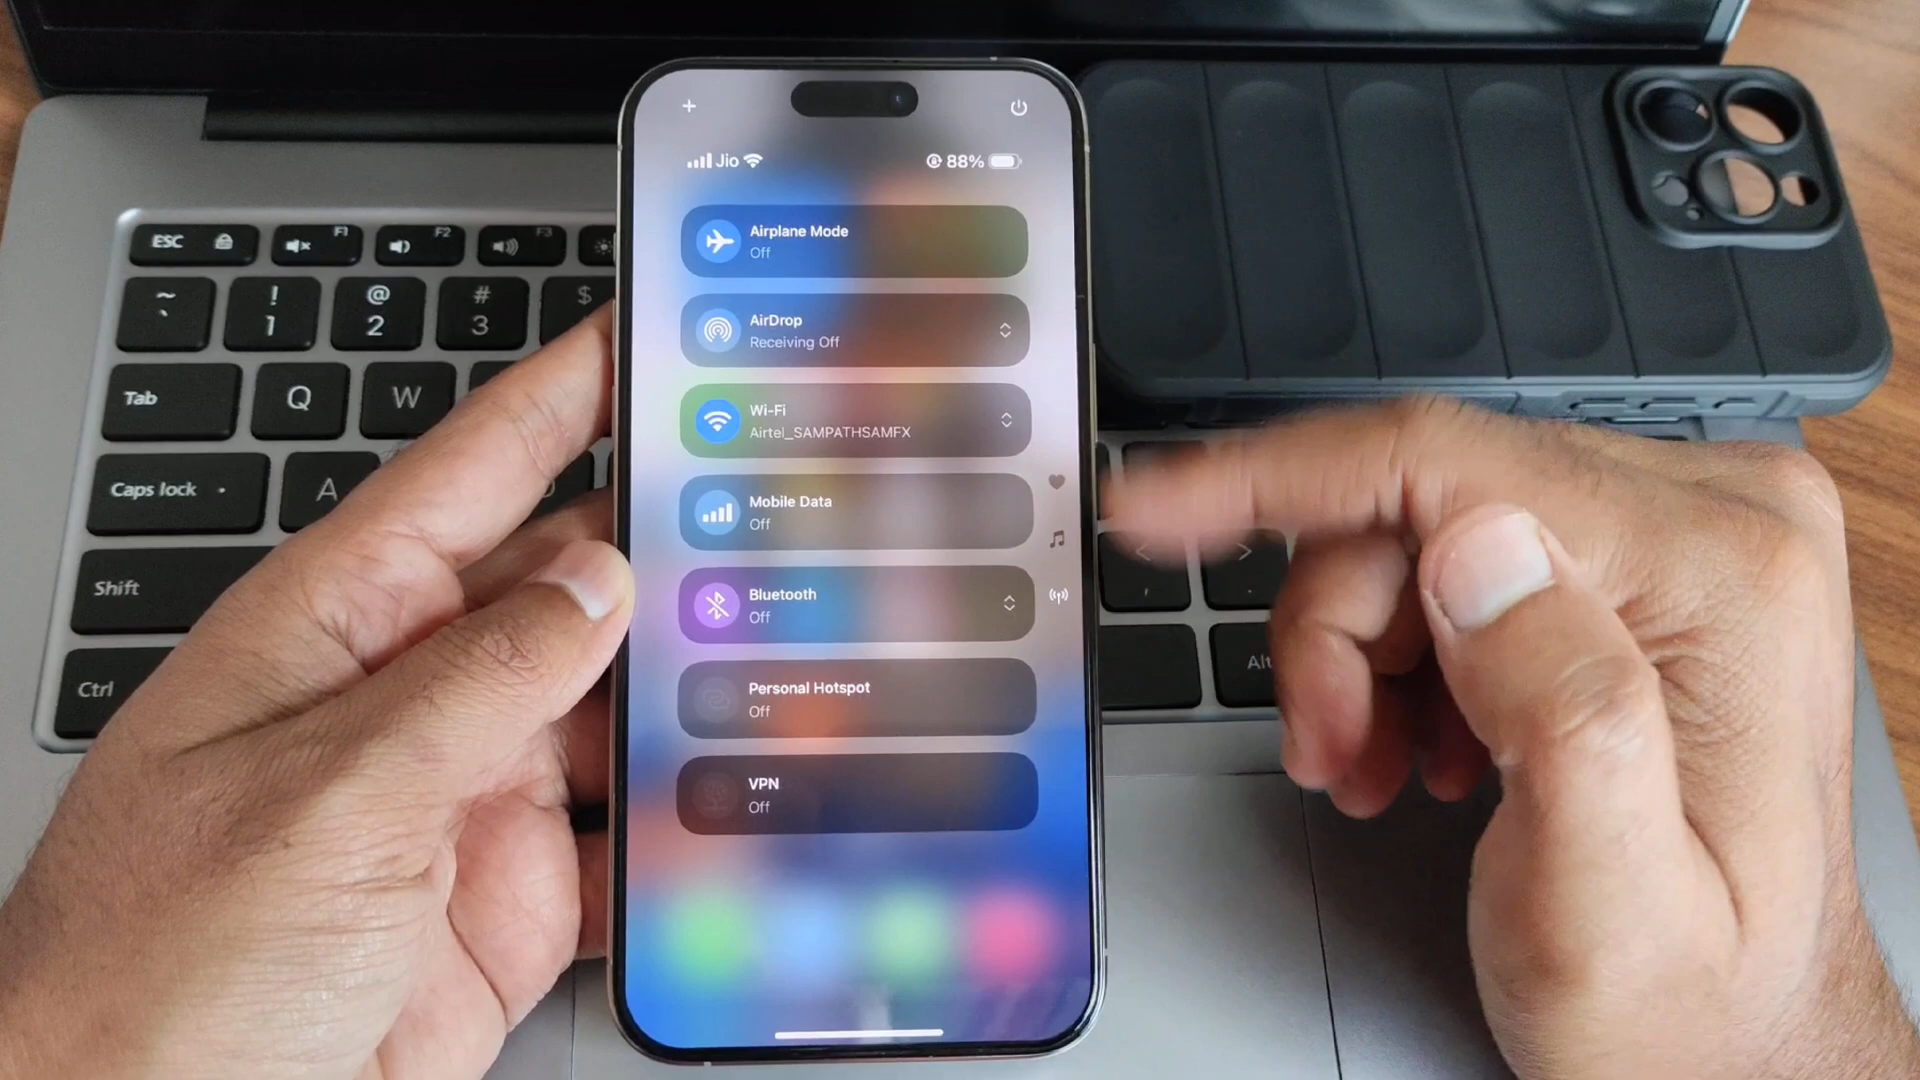 Jio 88%
Airplane Mode
Off
AirDrop
Receiving Off
Wi-Fi
Airtel_SAMPATHSAMFX
Mobile Data
Off
Bluetooth
Off
Personal Hotspot
Off
VPN
Off
ESC F1 F2 F3
~ ! @ # $
` 1 2 3
Tab Q W
Caps lock A
Shift
Ctrl
< >
Alt